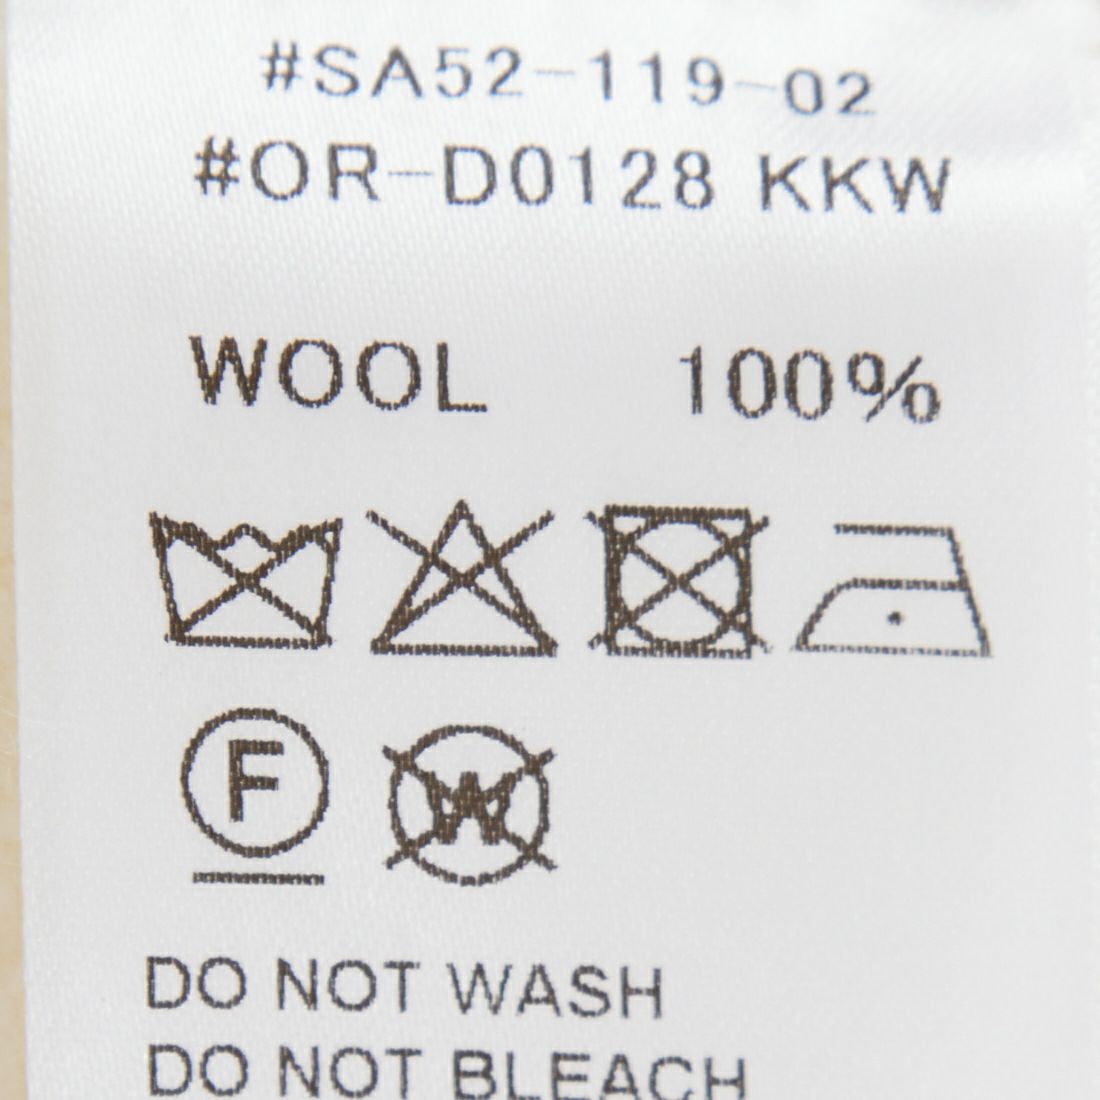 #SA52-119-02
#OR-D0128 KKW
WOOL 100%
F W
DO NOT WASH
DO NOT BLEACH